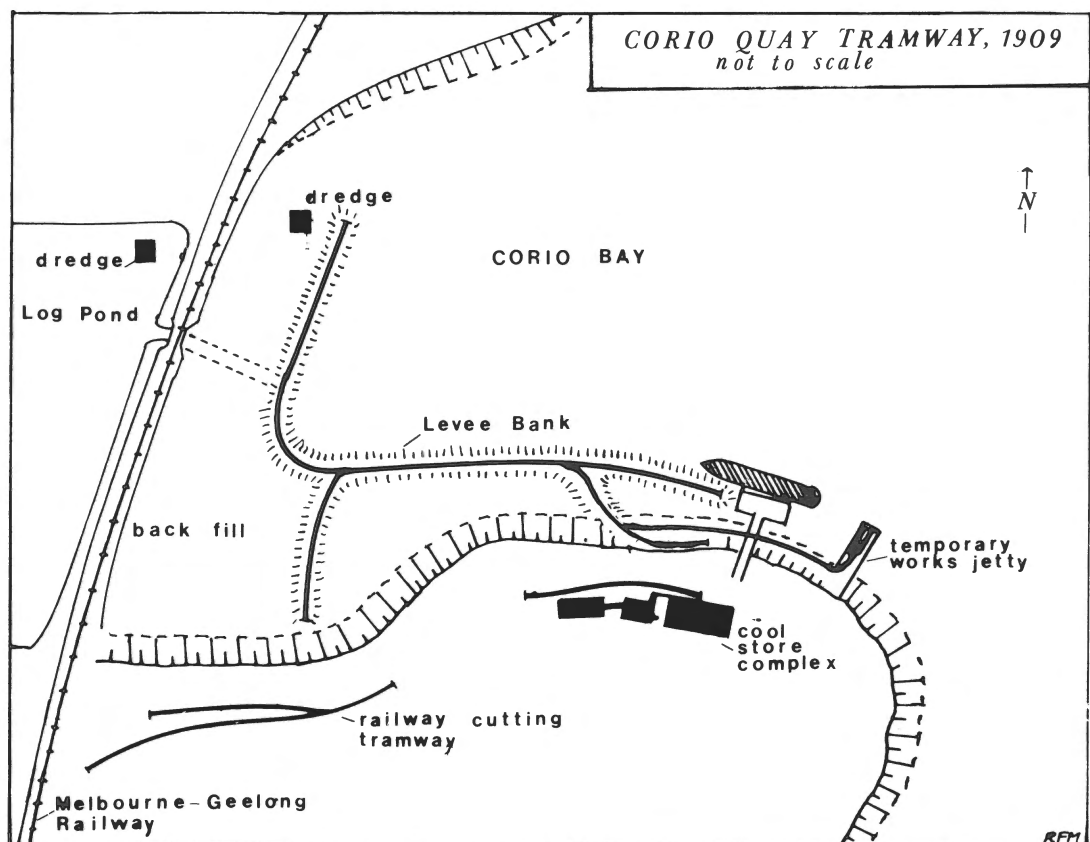 CORIO QUAY TRAMWAY, 1909
not to scale
N
dredge
dredge
CORIO BAY
Log Pond
Levee Bank
back fill
temporary
works jetty
cool
store
complex
railway cutting
tramway
Melbourne-Geelong
Railway
RFM